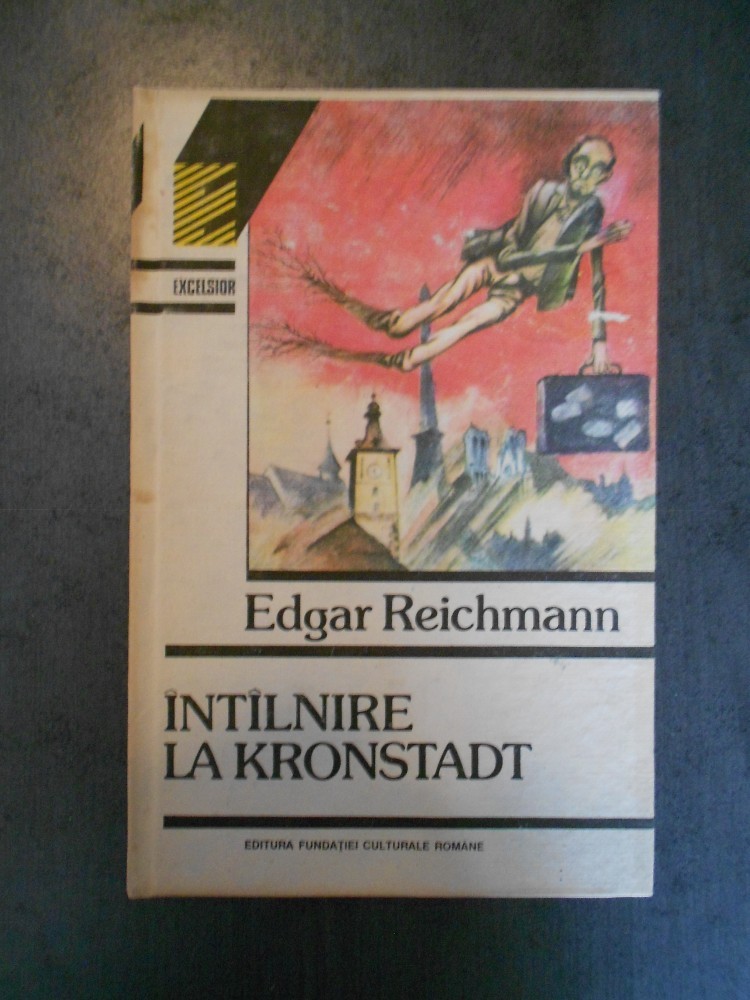 EXCELSIOR
Edgar Reichmann
ÎNTÎLNIRE
LA KRONSTADT
EDITURA FUNDAȚIEI CULTURALE ROMÂNE